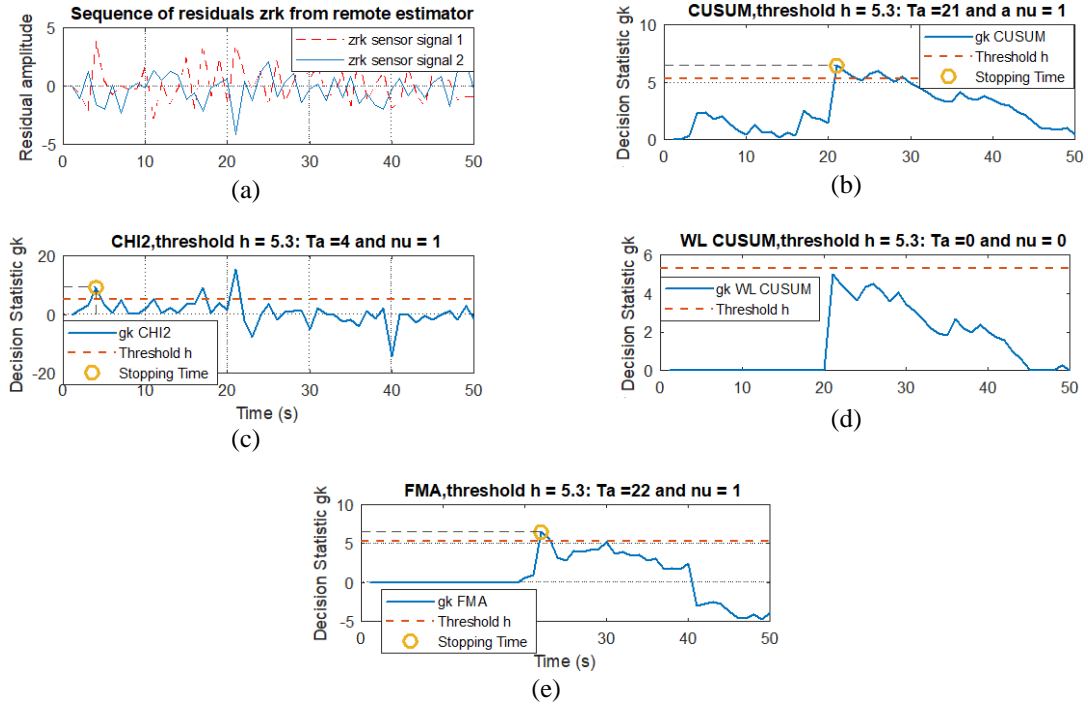 Sequence of residuals zrk from remote estimator
Residual amplitude
5
0
-5
zrk sensor signal 1
zrk sensor signal 2
0 10 20 30 40 50
(a)
CUSUM,threshold h = 5.3: Ta =21 and a nu = 1
Decision Statistic gk
10
5
0
gk CUSUM
Threshold h
Stopping Time
0 10 20 30 40 50
(b)
CHI2,threshold h = 5.3: Ta =4 and nu = 1
Decision Statistic gk
20
0
-20
gk CHI2
Threshold h
Stopping Time
0 10 20 30 40 50
Time (s)
(c)
WL CUSUM,threshold h = 5.3: Ta =0 and nu = 0
Decision Statistic gk
6
4
2
0
gk WL CUSUM
Threshold h
0 10 20 30 40 50
(d)
FMA,threshold h = 5.3: Ta =22 and nu = 1
Decision Statistic gk
10
5
0
-5
gk FMA
Threshold h
Stopping Time
0 30 40 50
Time (s)
(e)